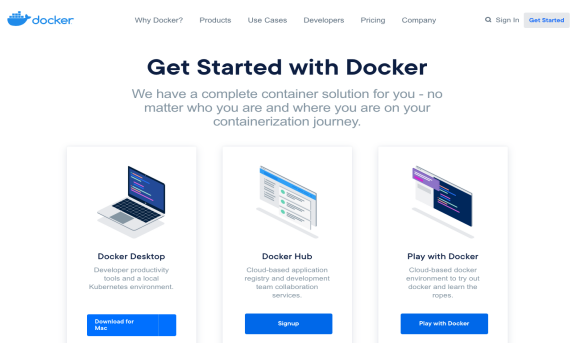 docker
Why Docker? Products Use Cases Developers Pricing Company
Sign In Get Started
Get Started with Docker
We have a complete container solution for you - no
matter who you are and where you are on your
containerization journey.
Docker Desktop
Developer productivity
tools and a local
Kubernetes environment.
Download for
Mac
Docker Hub
Cloud-based application
registry and development
team collaboration
services.
Signup
Play with Docker
Cloud-based docker
environment to try out
docker and learn the
ropes.
Play with Docker